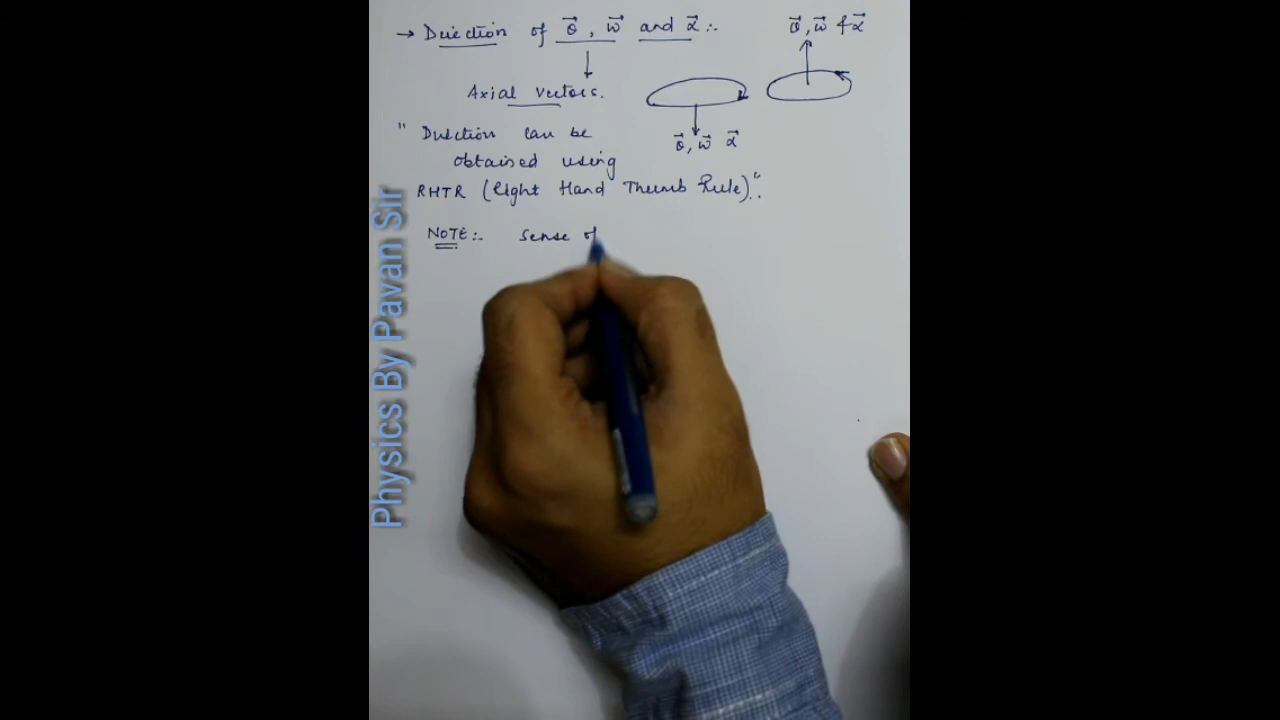 → Direction of θ⃗, ω⃗ and α⃗ :.
θ⃗, ω⃗ & α⃗
Axial vectors.
θ⃗, ω⃗ α⃗
" Direction can be
obtained using
RHTR (Right Hand Thumb Rule)":.
NOTE:. Sense of
Physics By Pavan Sir